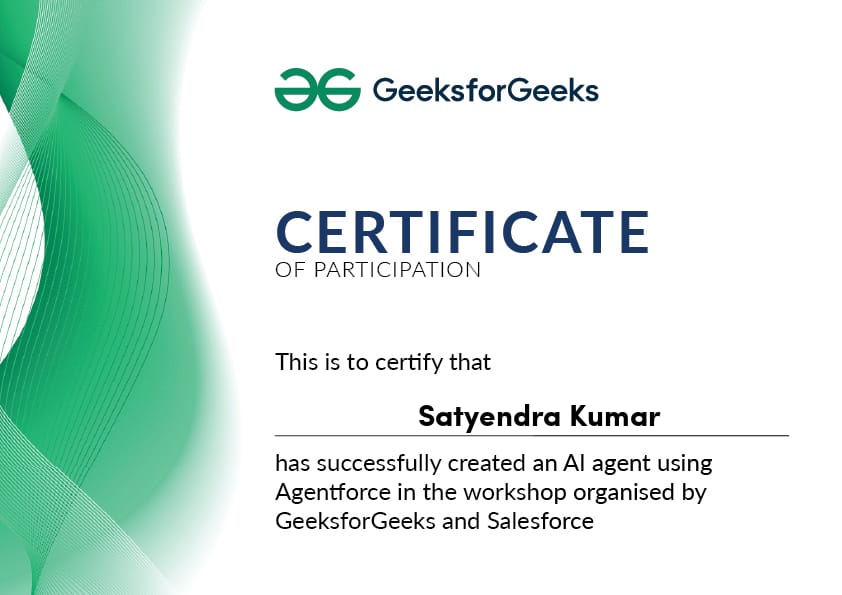 GeeksforGeeks
CERTIFICATE
OF PARTICIPATION
This is to certify that
Satyendra Kumar
has successfully created an AI agent using
Agentforce in the workshop organised by
GeeksforGeeks and Salesforce